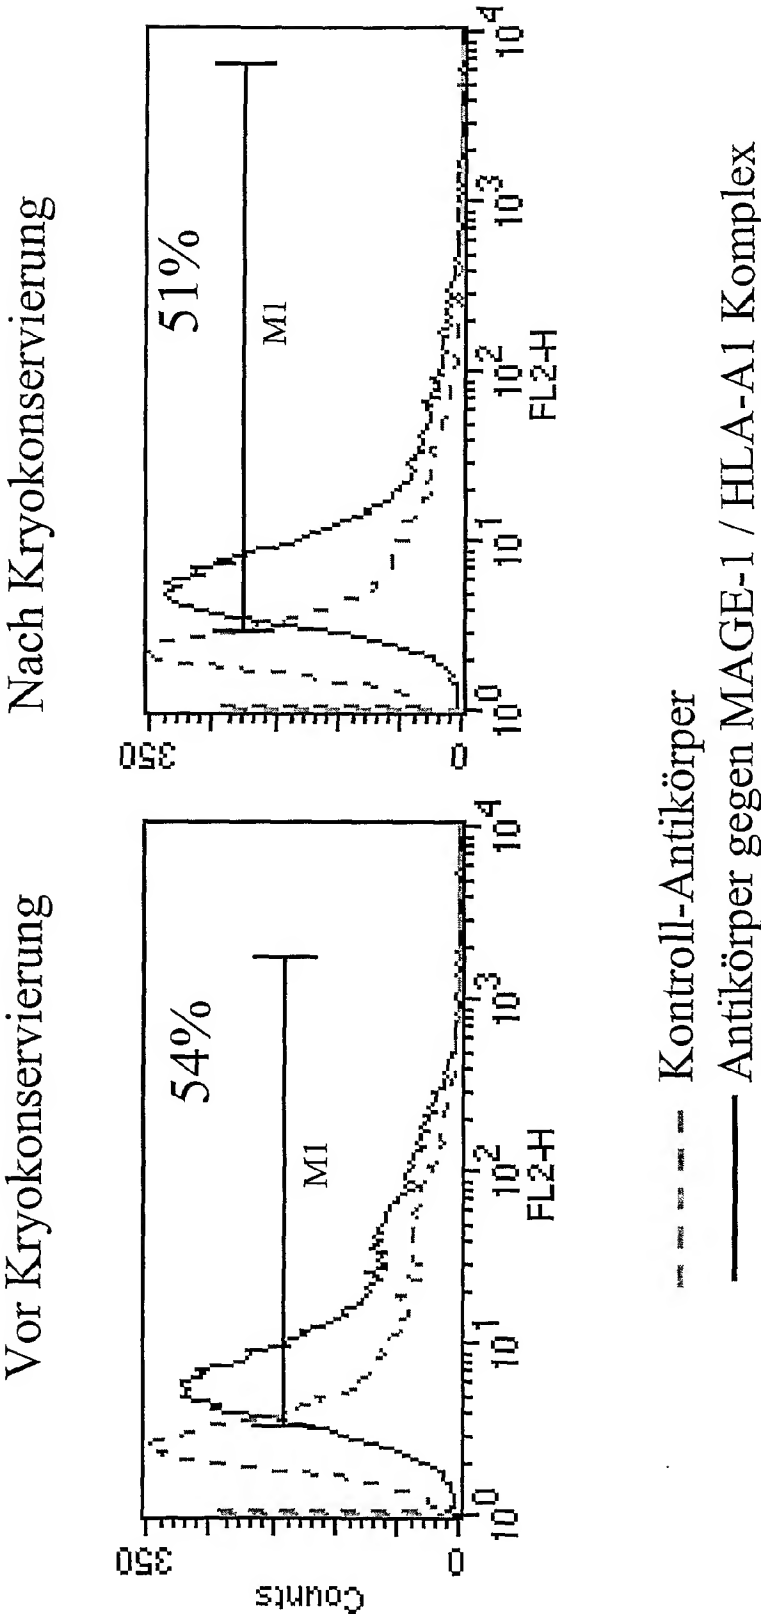 Vor Kryokonservierung
Nach Kryokonservierung
Counts
350
0
54%
M1
10^0
10^1
10^2
10^3
10^4
FL2-H
350
0
51%
M1
10^0
10^1
10^2
10^3
10^4
FL2-H
Kontroll-Antikörper
Antikörper gegen MAGE-1 / HLA-A1 Komplex